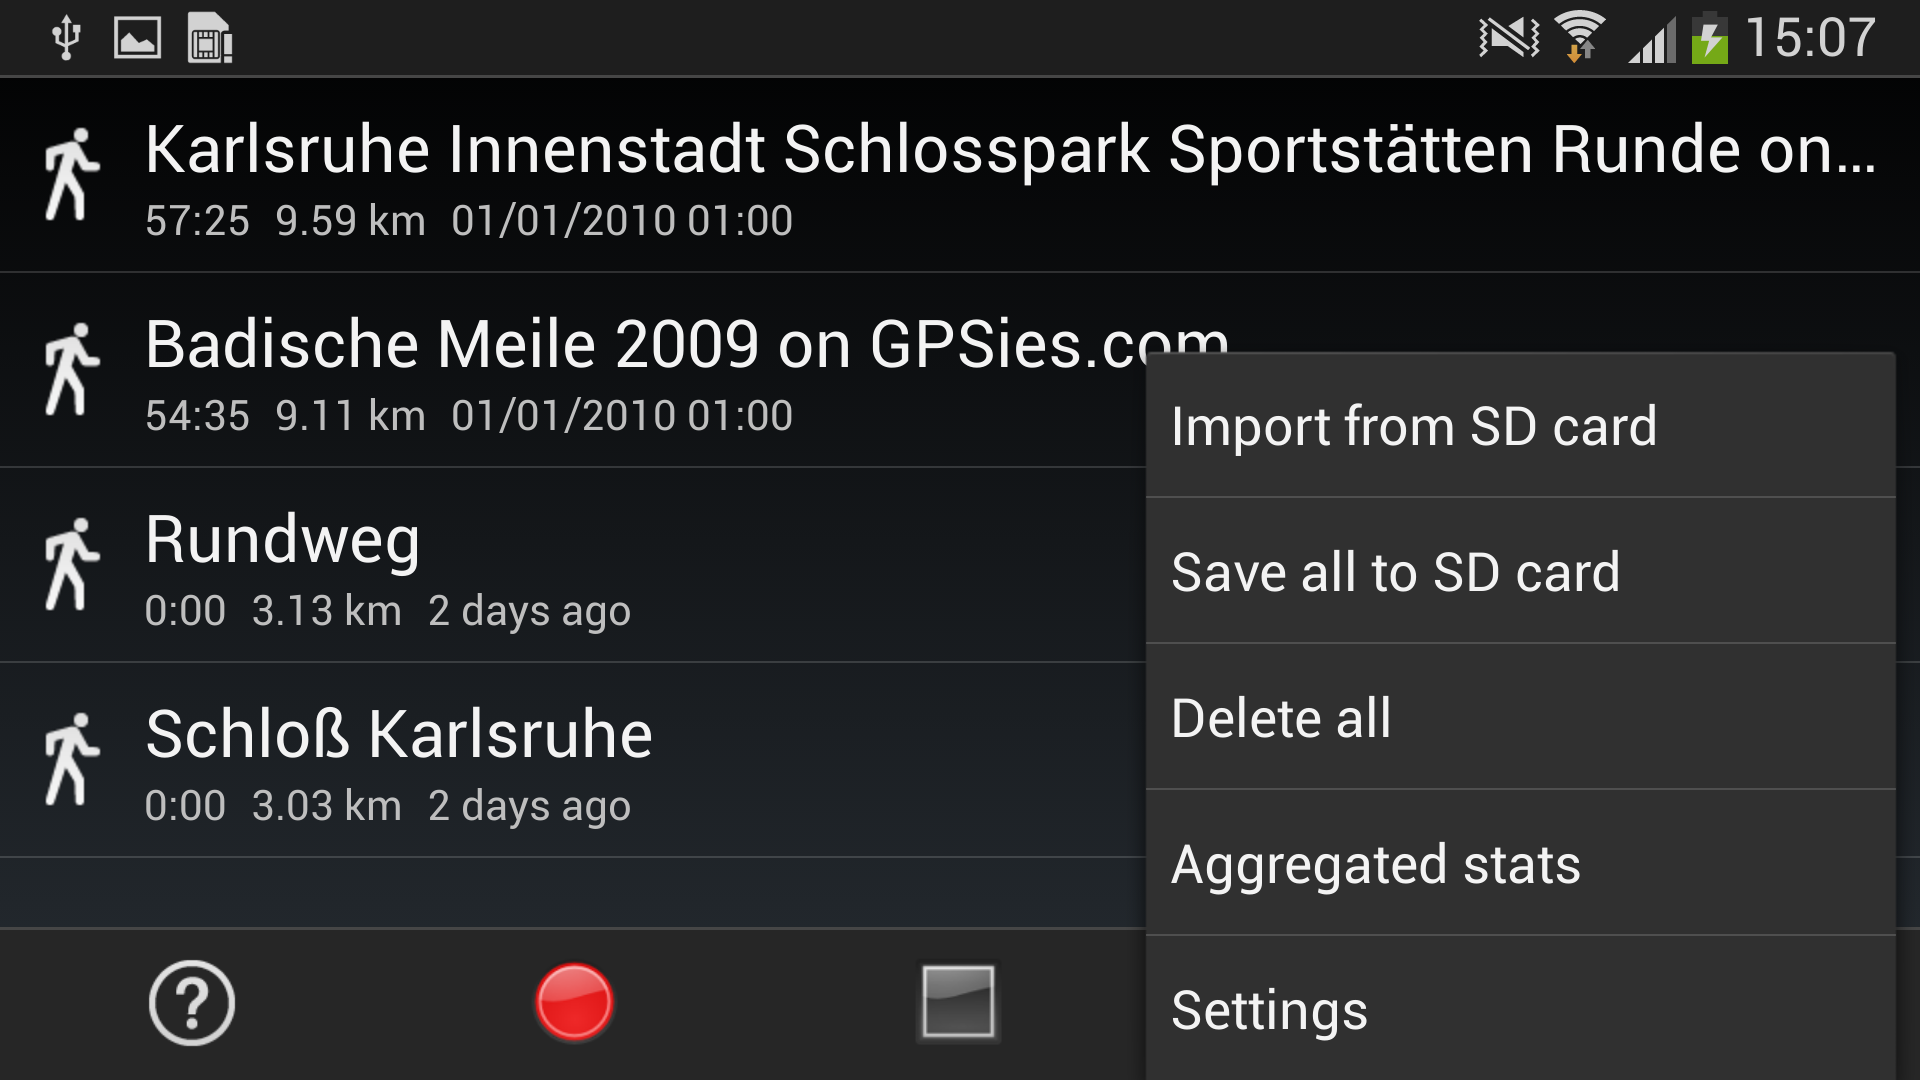 15:07
Karlsruhe Innenstadt Schlosspark Sportstätten Runde on...
57:25 9.59 km 01/01/2010 01:00
Badische Meile 2009 on GPSies.com
54:35 9.11 km 01/01/2010 01:00
Rundweg
0:00 3.13 km 2 days ago
Schloß Karlsruhe
0:00 3.03 km 2 days ago
Import from SD card
Save all to SD card
Delete all
Aggregated stats
Settings